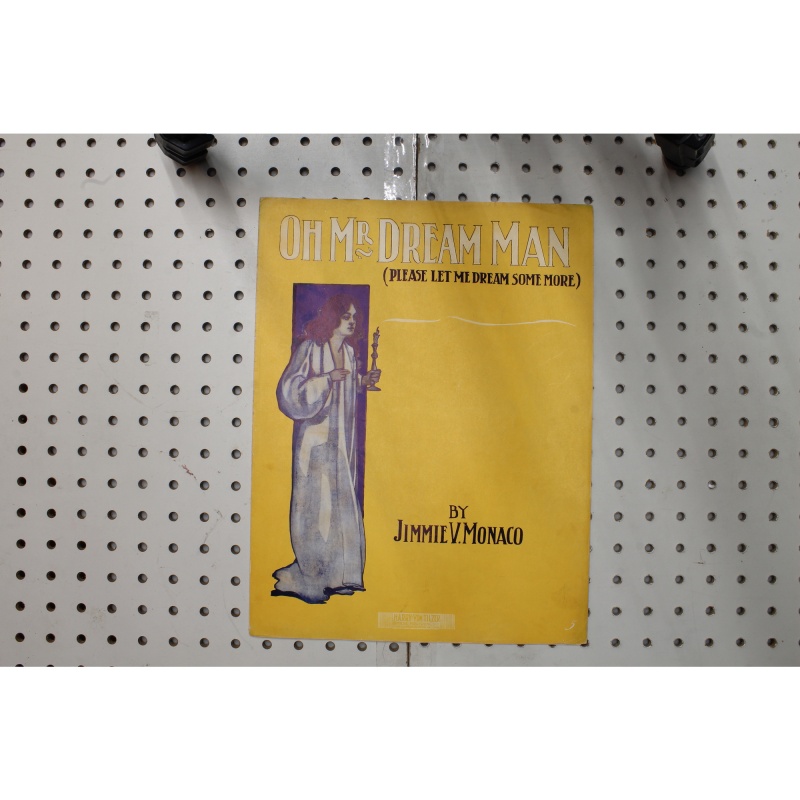 OH MR DREAM MAN
(PLEASE LET ME DREAM SOME MORE)
BY
JIMMIE V. MONACO